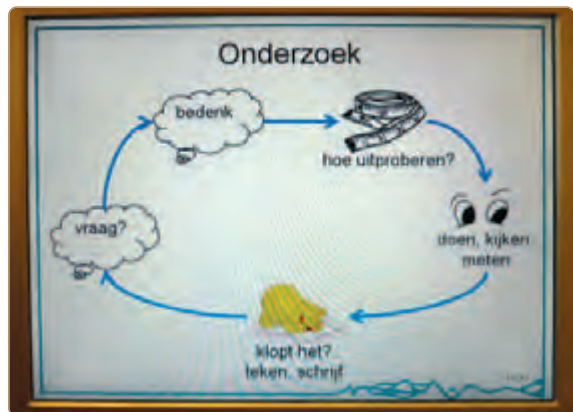 Onderzoek
bedenk
hoe uitproberen?
vraag?
doen, kijken
meten
klopt het?
teken, schrijf